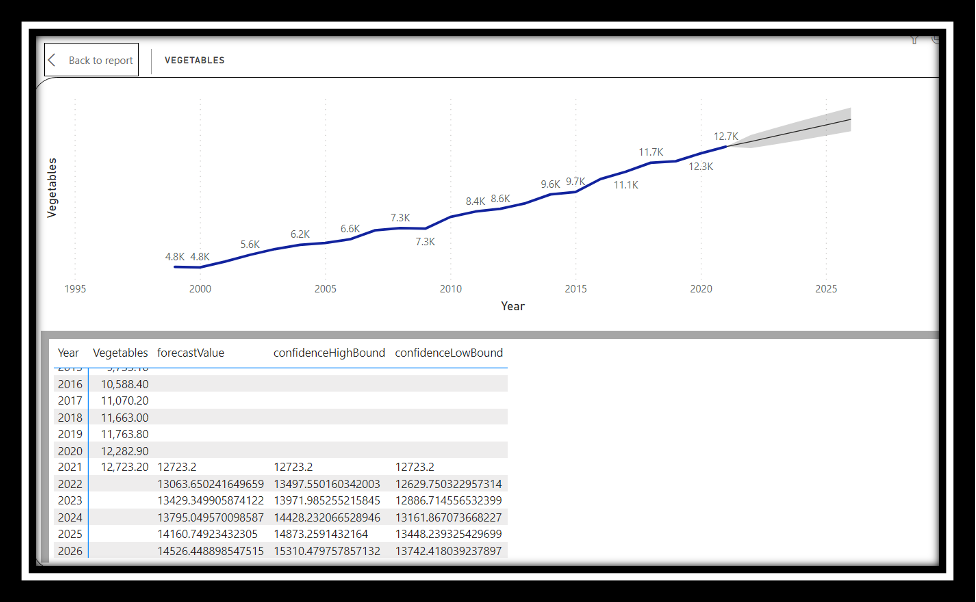 Back to report VEGETABLES
12.7K
11.7K
12.3K
9.6K 9.7K
11.1K
8.4K 8.6K
7.3K
6.6K
7.3K
6.2K
5.6K
4.8K 4.8K
Vegetables
1995 2000 2005 2010 2015 2020 2025
Year
Year Vegetables forecastValue confidenceHighBound confidenceLowBound
2016 10,588.40
2017 11,070.20
2018 11,663.00
2019 11,763.80
2020 12,282.90
2021 12,723.20 12723.2 12723.2 12723.2
2022 13063.650241649659 13497.550160342003 12629.750322957314
2023 13429.349905874122 13971.985255215845 12886.714556532399
2024 13795.049570098587 14428.232066528946 13161.867073668227
2025 14160.74923432305 14873.2591432164 13448.239325429699
2026 14526.448898547515 15310.479757857132 13742.418039237897